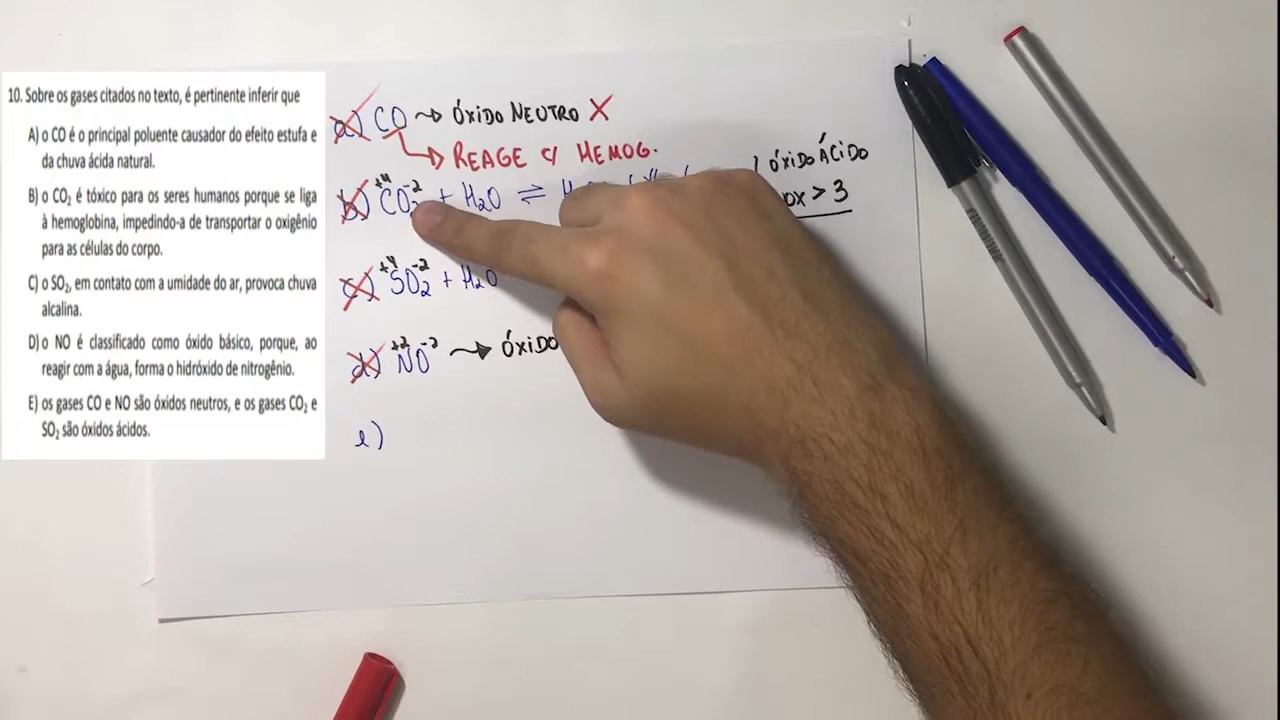 10. Sobre os gases citados no texto, é pertinente inferir que
A) o CO é o principal poluente causador do efeito estufa e
da chuva ácida natural.
B) o CO₂ é tóxico para os seres humanos porque se liga
à hemoglobina, impedindo-a de transportar o oxigênio
para as células do corpo.
C) o SO₂, em contato com a umidade do ar, provoca chuva
alcalina.
D) o NO é classificado como óxido básico, porque, ao
reagir com a água, forma o hidróxido de nitrogênio.
E) os gases CO e NO são óxidos neutros, e os gases CO₂ e
SO₂ são óxidos ácidos.
a) CO → ÓXIDO NEUTRO X
→ REAGE C/ HEMOG.
ÓXIDO ÁCIDO
+4 -2
b) CO₂ + H₂O ⇌
> 3
+4 -2
c) SO₂ + H₂O
+2 -2
d) NO → ÓXIDO
e)